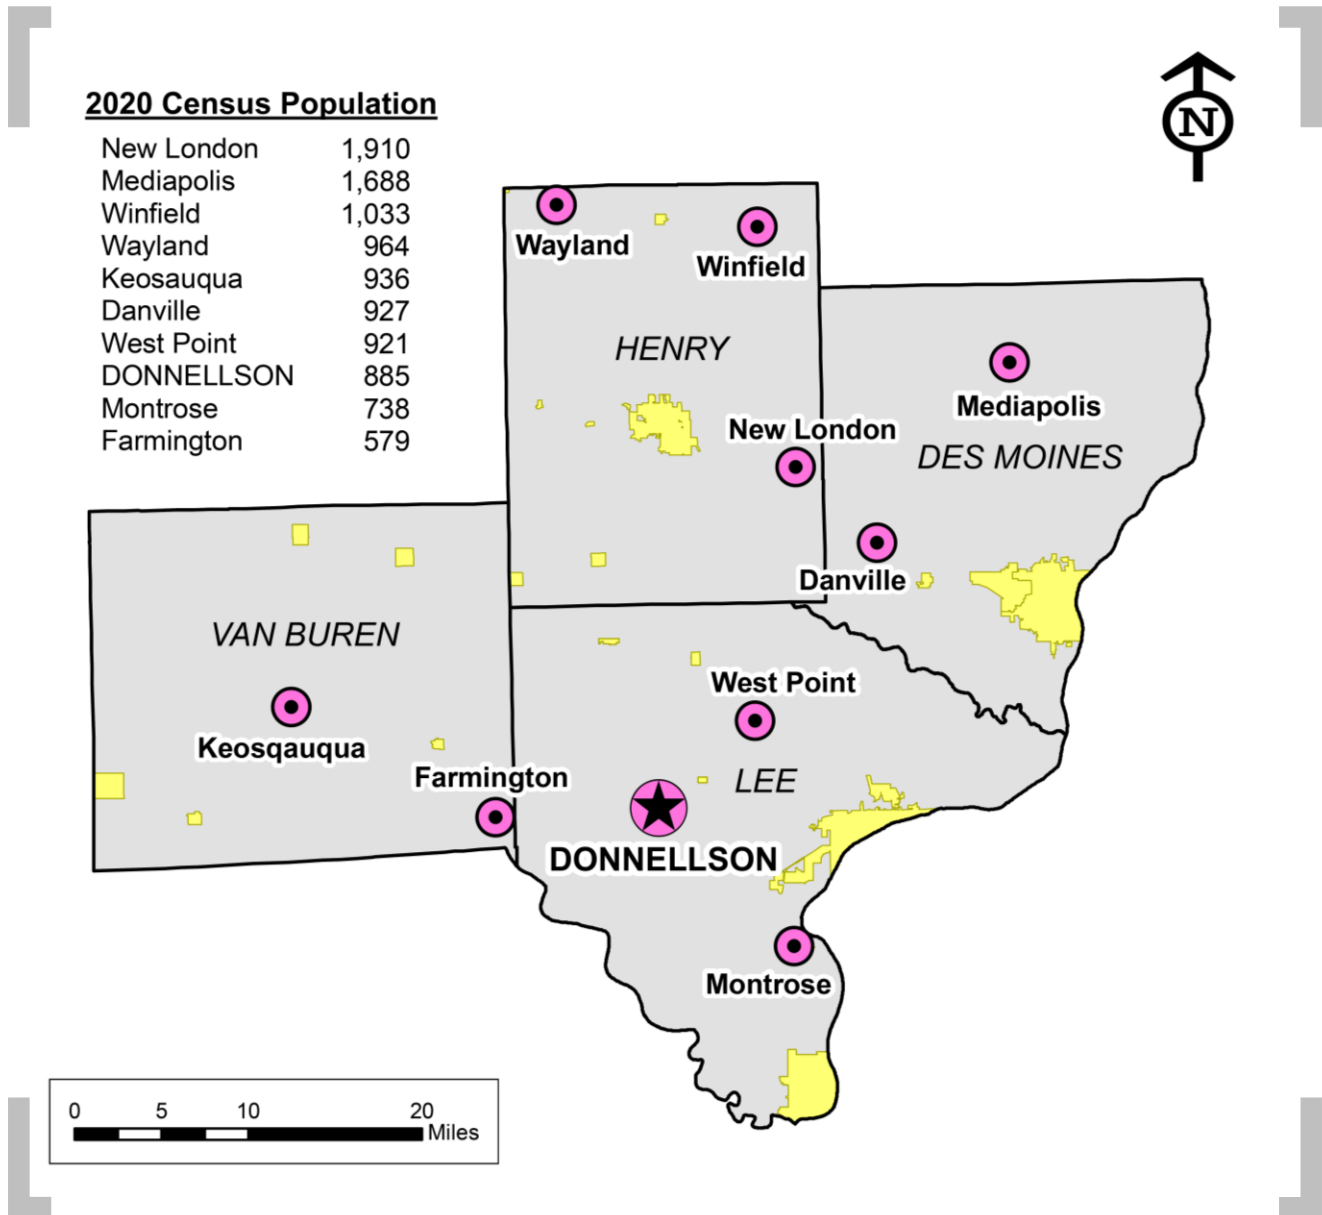 2020 Census Population
New London 1,910
Mediapolis 1,688
Winfield 1,033
Wayland 964
Keosauqua 936
Danville 927
West Point 921
DONNELLSON 885
Montrose 738
Farmington 579
N
Wayland
Winfield
HENRY
Mediapolis
New London
DES MOINES
Danville
VAN BUREN
West Point
Keosqauqua
Farmington
LEE
DONNELLSON
Montrose
0 5 10 20
Miles